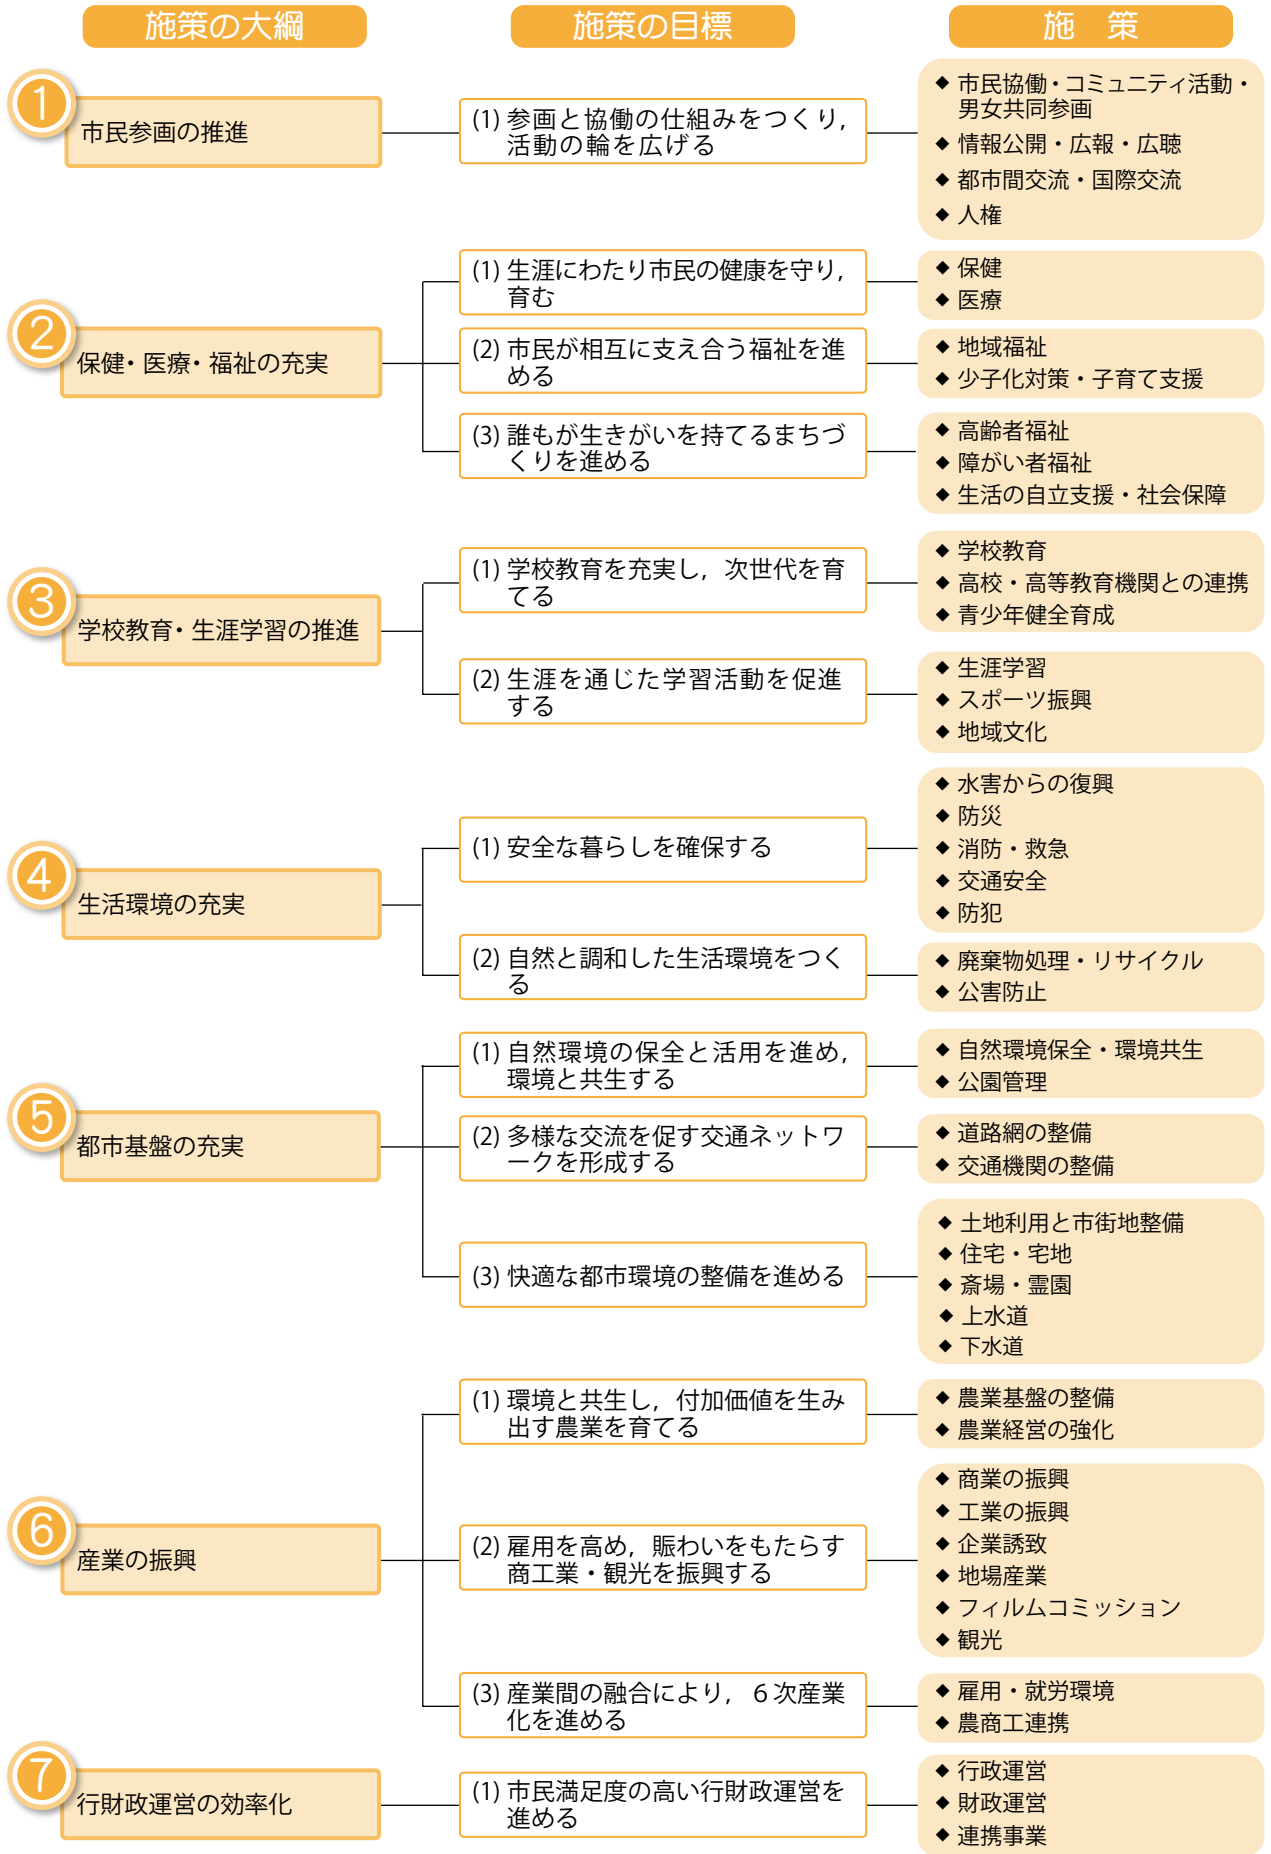 施策の大綱
施策の目標
施　策
①
市民参画の推進
(1) 参画と協働の仕組みをつくり，
活動の輪を広げる
◆ 市民協働・コミュニティ活動・
男女共同参画
◆ 情報公開・広報・広聴
◆ 都市間交流・国際交流
◆ 人権
②
保健・医療・福祉の充実
(1) 生涯にわたり市民の健康を守り，
育む
◆ 保健
◆ 医療
(2) 市民が相互に支え合う福祉を進
める
◆ 地域福祉
◆ 少子化対策・子育て支援
(3) 誰もが生きがいを持てるまちづ
くりを進める
◆ 高齢者福祉
◆ 障がい者福祉
◆ 生活の自立支援・社会保障
③
学校教育・生涯学習の推進
(1) 学校教育を充実し，次世代を育
てる
◆ 学校教育
◆ 高校・高等教育機関との連携
◆ 青少年健全育成
(2) 生涯を通じた学習活動を促進
する
◆ 生涯学習
◆ スポーツ振興
◆ 地域文化
④
生活環境の充実
(1) 安全な暮らしを確保する
◆ 水害からの復興
◆ 防災
◆ 消防・救急
◆ 交通安全
◆ 防犯
(2) 自然と調和した生活環境をつく
る
◆ 廃棄物処理・リサイクル
◆ 公害防止
⑤
都市基盤の充実
(1) 自然環境の保全と活用を進め，
環境と共生する
◆ 自然環境保全・環境共生
◆ 公園管理
(2) 多様な交流を促す交通ネットワ
ークを形成する
◆ 道路網の整備
◆ 交通機関の整備
(3) 快適な都市環境の整備を進める
◆ 土地利用と市街地整備
◆ 住宅・宅地
◆ 斎場・霊園
◆ 上水道
◆ 下水道
⑥
産業の振興
(1) 環境と共生し，付加価値を生み
出す農業を育てる
◆ 農業基盤の整備
◆ 農業経営の強化
(2) 雇用を高め，賑わいをもたらす
商工業・観光を振興する
◆ 商業の振興
◆ 工業の振興
◆ 企業誘致
◆ 地場産業
◆ フィルムコミッション
◆ 観光
(3) 産業間の融合により，６次産業
化を進める
◆ 雇用・就労環境
◆ 農商工連携
⑦
行財政運営の効率化
(1) 市民満足度の高い行財政運営を
進める
◆ 行政運営
◆ 財政運営
◆ 連携事業